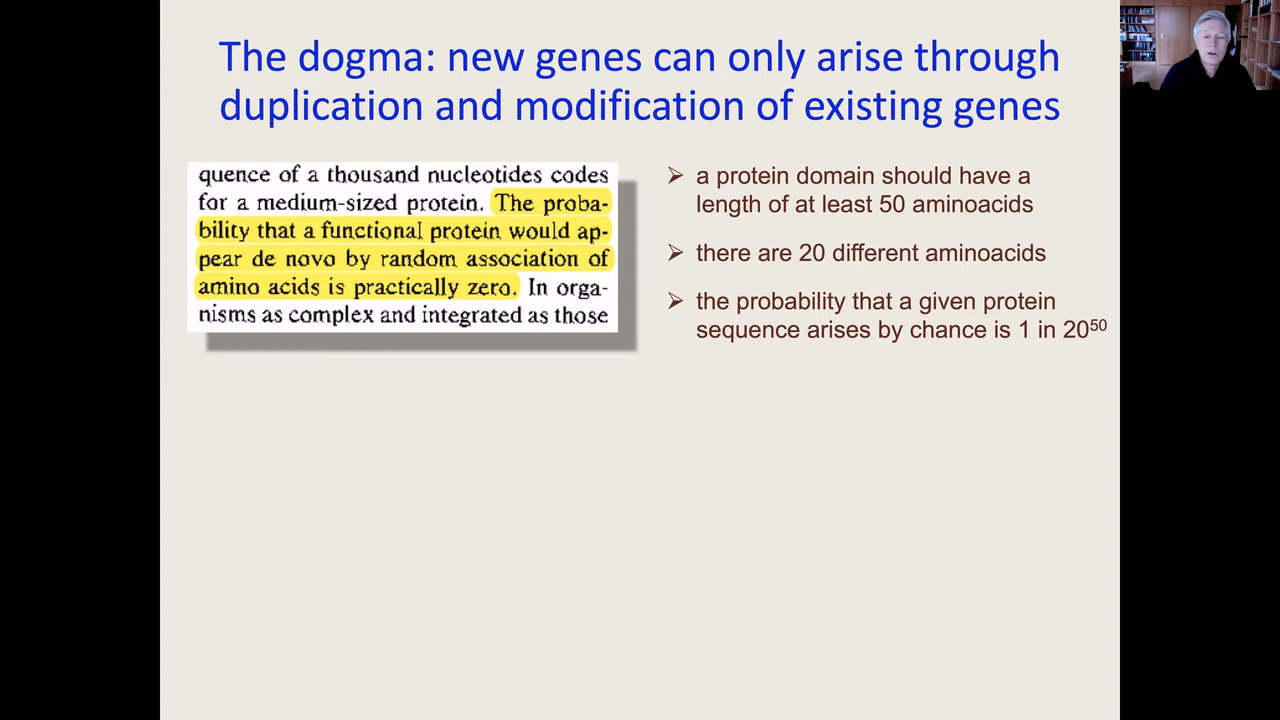 The dogma: new genes can only arise through
duplication and modification of existing genes
quence of a thousand nucleotides codes
for a medium-sized protein. The proba-
bility that a functional protein would ap-
pear de novo by random association of
amino acids is practically zero. In orga-
nisms as complex and integrated as those
➢ a protein domain should have a
length of at least 50 aminoacids
➢ there are 20 different aminoacids
➢ the probability that a given protein
sequence arises by chance is 1 in 20⁵⁰